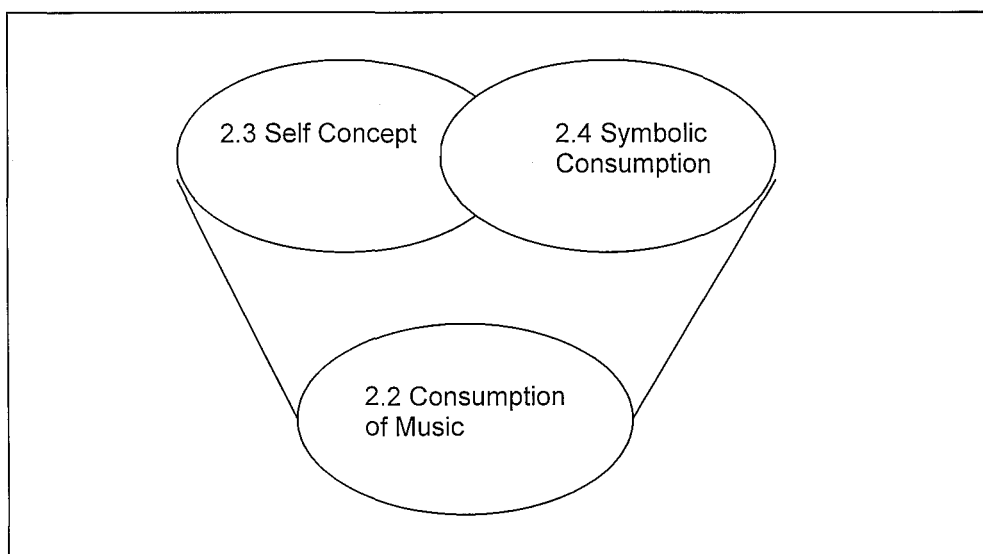 2.3 Self Concept
2.4 Symbolic
Consumption
2.2 Consumption
of Music